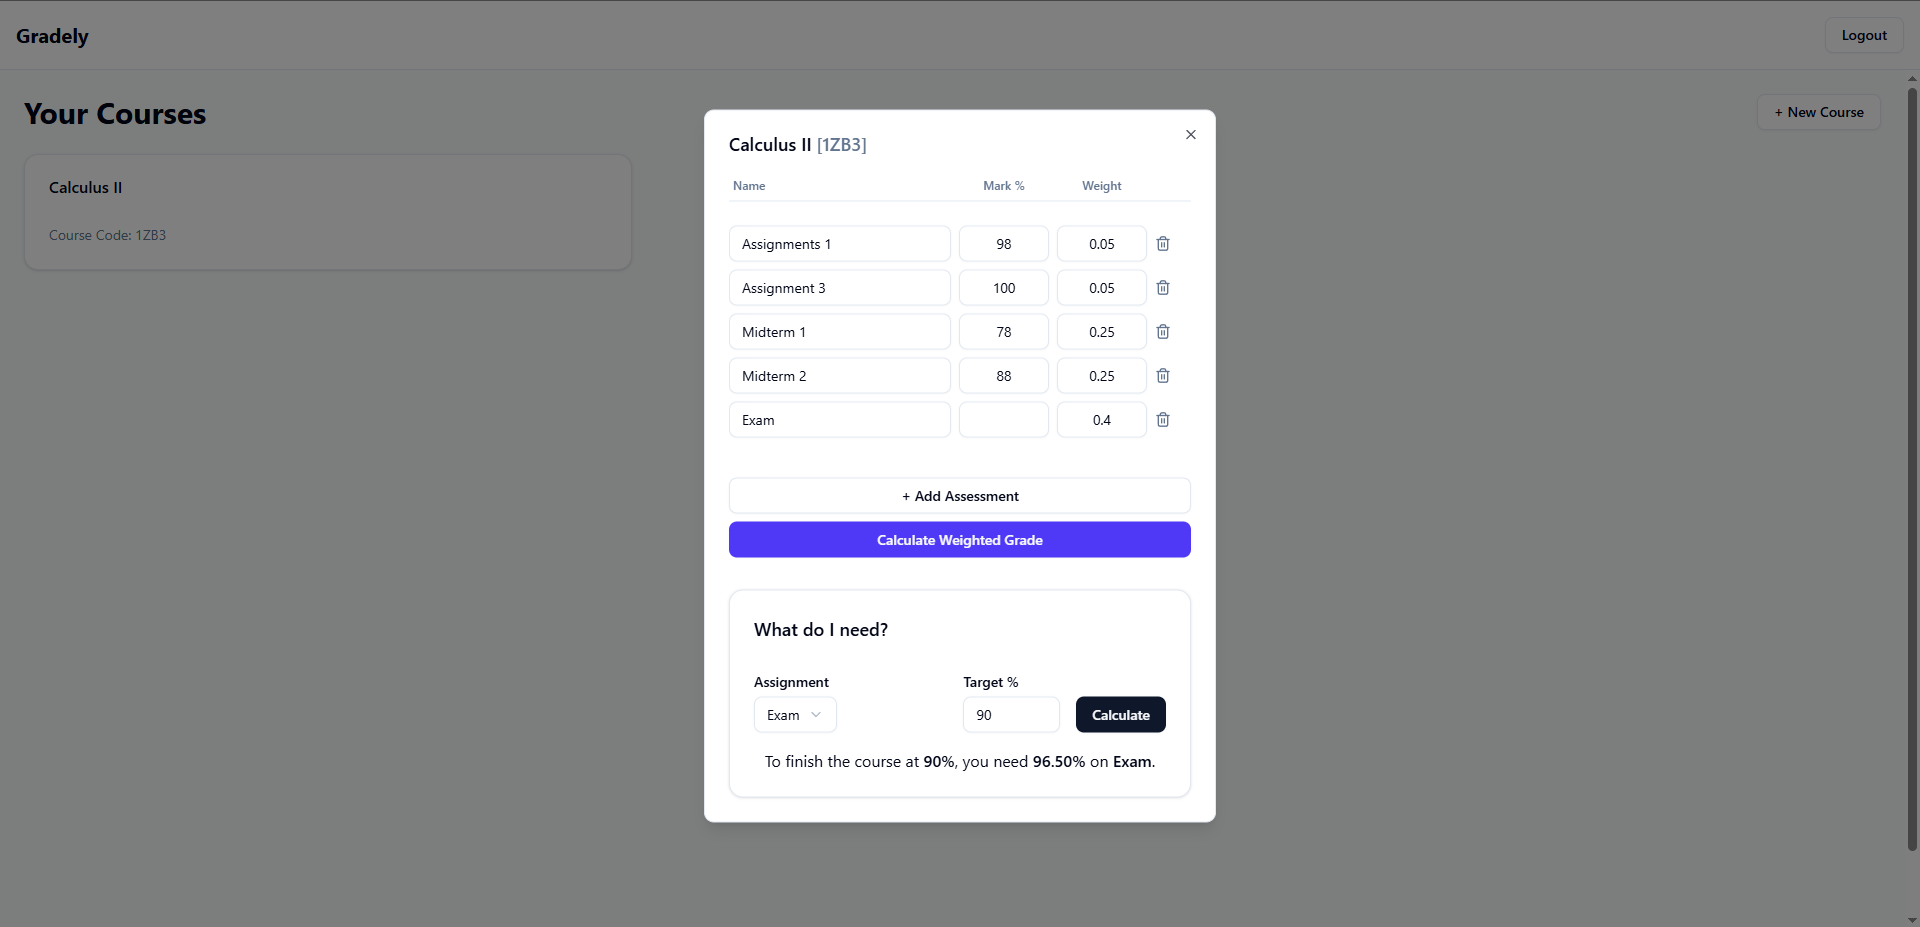 Gradely
Logout
Your Courses
+ New Course
Calculus II
Course Code: 1ZB3
Calculus II [1ZB3]
Name Mark % Weight
Assignments 1 98 0.05
Assignment 3 100 0.05
Midterm 1 78 0.25
Midterm 2 88 0.25
Exam 0.4
+ Add Assessment
Calculate Weighted Grade
What do I need?
Assignment Target %
Exam 90 Calculate
To finish the course at 90%, you need 96.50% on Exam.